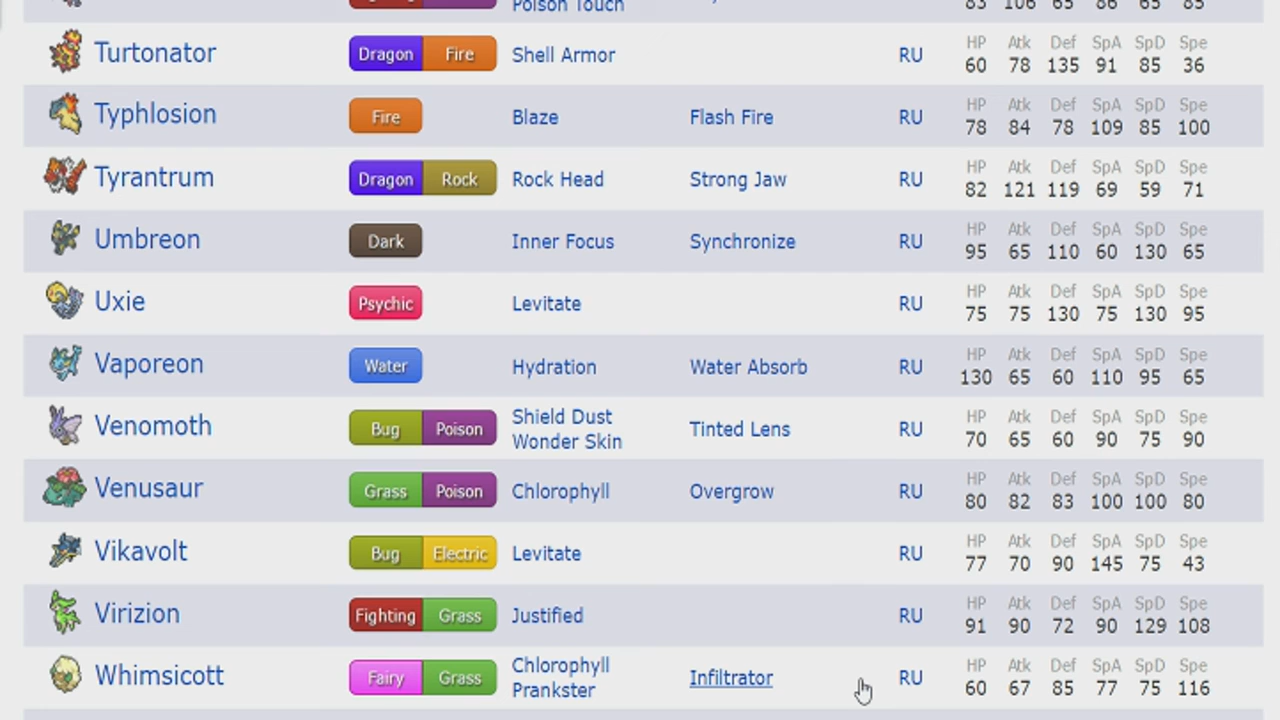 Poison Touch 83 106 65 86 65 85
Turtonator Dragon Fire Shell Armor RU HP Atk Def SpA SpD Spe
60 78 135 91 85 36
Typhlosion Fire Blaze Flash Fire RU HP Atk Def SpA SpD Spe
78 84 78 109 85 100
Tyrantrum Dragon Rock Rock Head Strong Jaw RU HP Atk Def SpA SpD Spe
82 121 119 69 59 71
Umbreon Dark Inner Focus Synchronize RU HP Atk Def SpA SpD Spe
95 65 110 60 130 65
Uxie Psychic Levitate RU HP Atk Def SpA SpD Spe
75 75 130 75 130 95
Vaporeon Water Hydration Water Absorb RU HP Atk Def SpA SpD Spe
130 65 60 110 95 65
Venomoth Bug Poison Shield Dust Wonder Skin Tinted Lens RU HP Atk Def SpA SpD Spe
70 65 60 90 75 90
Venusaur Grass Poison Chlorophyll Overgrow RU HP Atk Def SpA SpD Spe
80 82 83 100 100 80
Vikavolt Bug Electric Levitate RU HP Atk Def SpA SpD Spe
77 70 90 145 75 43
Virizion Fighting Grass Justified RU HP Atk Def SpA SpD Spe
91 90 72 90 129 108
Whimsicott Fairy Grass Chlorophyll Prankster Infiltrator RU HP Atk Def SpA SpD Spe
60 67 85 77 75 116